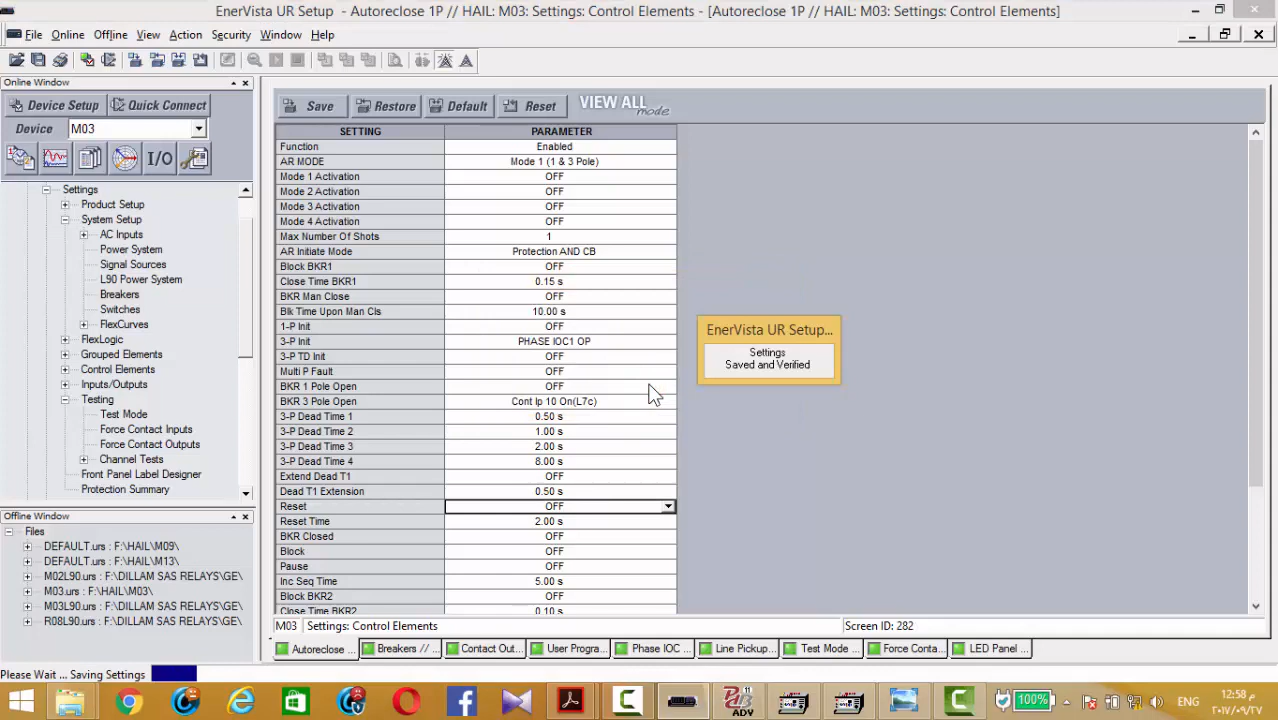 EnerVista UR Setup - Autoreclose 1P // HAIL: M03: Settings: Control Elements - [Autoreclose 1P // HAIL: M03: Settings: Control Elements]
File Online Offline View Action Security Window Help
Online Window
Device Setup Quick Connect
Device M03
I/O
Settings
Product Setup
System Setup
AC Inputs
Power System
Signal Sources
L90 Power System
Breakers
Switches
FlexCurves
FlexLogic
Grouped Elements
Control Elements
Inputs/Outputs
Testing
Test Mode
Force Contact Inputs
Force Contact Outputs
Channel Tests
Front Panel Label Designer
Protection Summary
Offline Window
Files
DEFAULT.urs : F:\HAIL\M09\
DEFAULT.urs : F:\HAIL\M13\
M02L90.urs : F:\DILLAM SAS RELAYS\GE\
M03.urs : F:\HAIL\M03\
M03L90.urs : F:\DILLAM SAS RELAYS\GE\
R08L90.urs : F:\DILLAM SAS RELAYS\GE\
Save Restore Default Reset VIEW ALL mode
SETTING PARAMETER
Function Enabled
AR MODE Mode 1 (1 & 3 Pole)
Mode 1 Activation OFF
Mode 2 Activation OFF
Mode 3 Activation OFF
Mode 4 Activation OFF
Max Number Of Shots 1
AR Initiate Mode Protection AND CB
Block BKR1 OFF
Close Time BKR1 0.15 s
BKR Man Close OFF
Blk Time Upon Man Cls 10.00 s
1-P Init OFF
3-P Init PHASE IOC1 OP
3-P TD Init OFF
Multi P Fault OFF
BKR 1 Pole Open OFF
BKR 3 Pole Open Cont Ip 10 On(L7c)
3-P Dead Time 1 0.50 s
3-P Dead Time 2 1.00 s
3-P Dead Time 3 2.00 s
3-P Dead Time 4 8.00 s
Extend Dead T1 OFF
Dead T1 Extension 0.50 s
Reset OFF
Reset Time 2.00 s
BKR Closed OFF
Block OFF
Pause OFF
Inc Seq Time 5.00 s
Block BKR2 OFF
Close Time BKR2 0.10 s
EnerVista UR Setup...
Settings
Saved and Verified
M03 Settings: Control Elements Screen ID: 282
Autoreclose ... Breakers // ... Contact Out... User Progra... Phase IOC ... Line Pickup... Test Mode ... Force Conta... LED Panel ...
Please Wait ... Saving Settings
PDB 11 ADV
100%
ENG
12:58 م
٢٠١٧/٠٩/٢٧